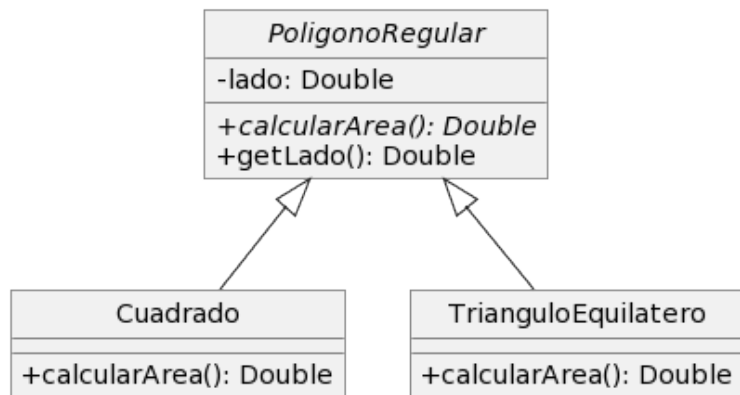 PoligonoRegular
-lado: Double
+calcularArea(): Double
+getLado(): Double
Cuadrado
+calcularArea(): Double
TrianguloEquilatero
+calcularArea(): Double